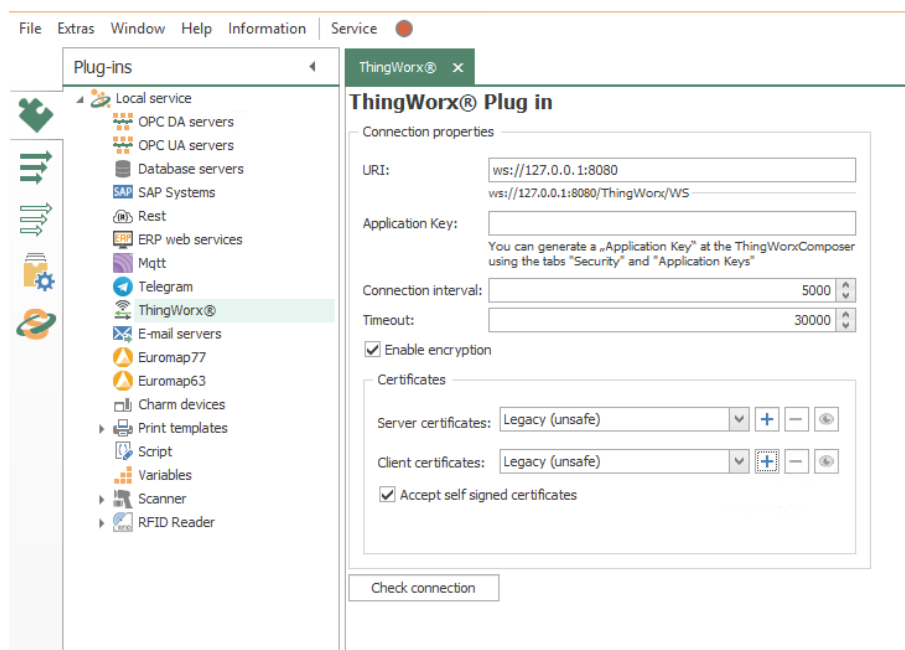 File Extras Window Help Information Service
Plug-ins
Local service
OPC DA servers
OPC UA servers
Database servers
SAP SAP Systems
(R) Rest
ERP ERP web services
Mqtt
Telegram
ThingWorx®
E-mail servers
Euromap77
Euromap63
Charm devices
Print templates
Script
Variables
Scanner
RFID RFID Reader
ThingWorx® ×
ThingWorx® Plug in
Connection properties
URI: ws://127.0.0.1:8080
ws://127.0.0.1:8080/ThingWorx/WS
Application Key:
You can generate a „Application Key“ at the ThingWorxComposer
using the tabs "Security" and "Application Keys"
Connection interval: 5000
Timeout: 30000
Enable encryption
Certificates
Server certificates: Legacy (unsafe)
Client certificates: Legacy (unsafe)
Accept self signed certificates
Check connection